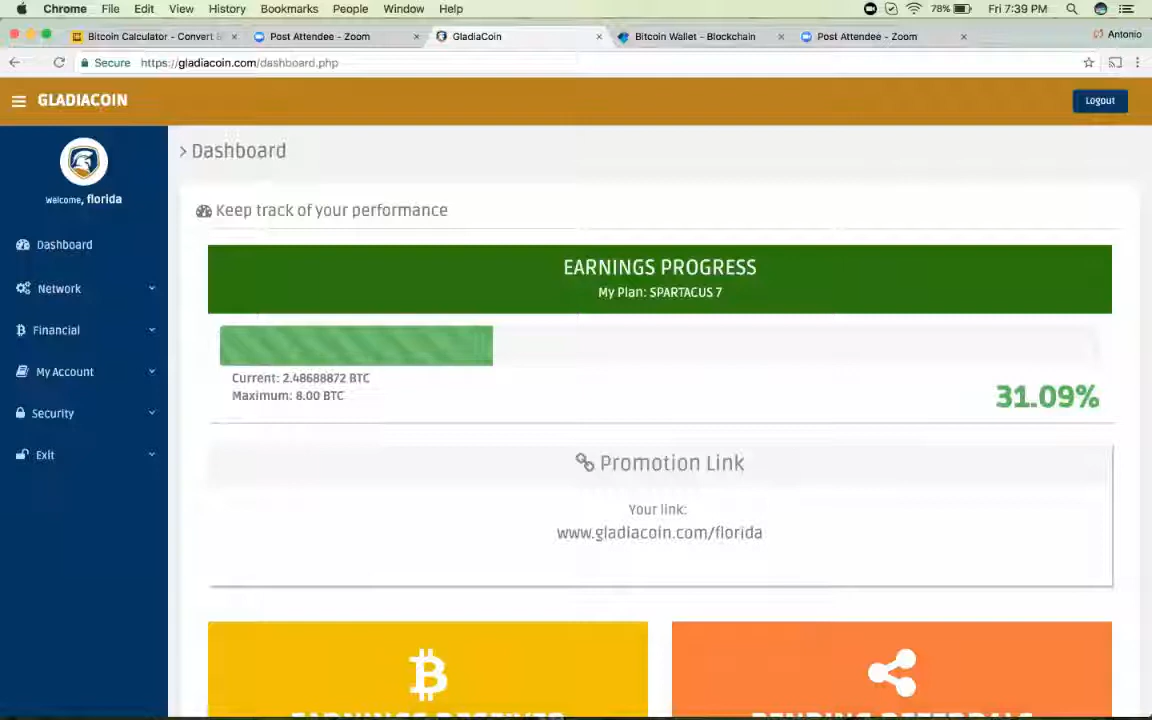 Chrome File Edit View History Bookmarks People Window Help 78% Fri 7:39 PM
Bitcoin Calculator - Convert Post Attendee - Zoom GladiaCoin Bitcoin Wallet - Blockchain Post Attendee - Zoom Antonio
Secure https://gladiacoin.com/dashboard.php
GLADIACOIN
Logout
> Dashboard
Welcome, florida
Keep track of your performance
Dashboard
Network
Financial
My Account
Security
Exit
EARNINGS PROGRESS
My Plan: SPARTACUS 7
Current: 2.48688872 BTC
Maximum: 8.00 BTC
31.09%
Promotion Link
Your link:
www.gladiacoin.com/florida